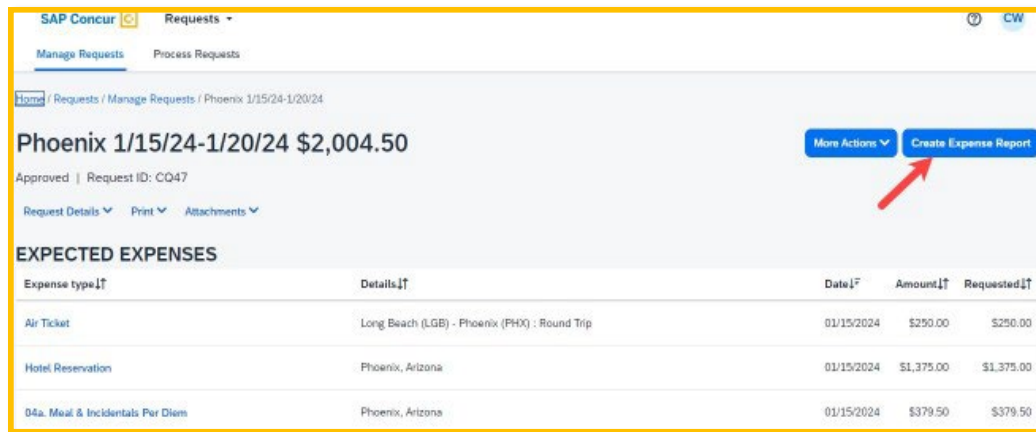 SAP Concur Requests
CW
Manage Requests Process Requests
Home / Requests / Manage Requests / Phoenix 1/15/24-1/20/24
Phoenix 1/15/24-1/20/24 $2,004.50
More Actions Create Expense Report
Approved | Request ID: CQ47
Request Details Print Attachments
EXPECTED EXPENSES
Expense type Details Date Amount Requested
Air Ticket Long Beach (LGB) - Phoenix (PHX) : Round Trip 01/15/2024 $250.00 $250.00
Hotel Reservation Phoenix, Arizona 01/15/2024 $1,375.00 $1,375.00
04a. Meal & Incidentals Per Diem Phoenix, Arizona 01/15/2024 $379.50 $379.50